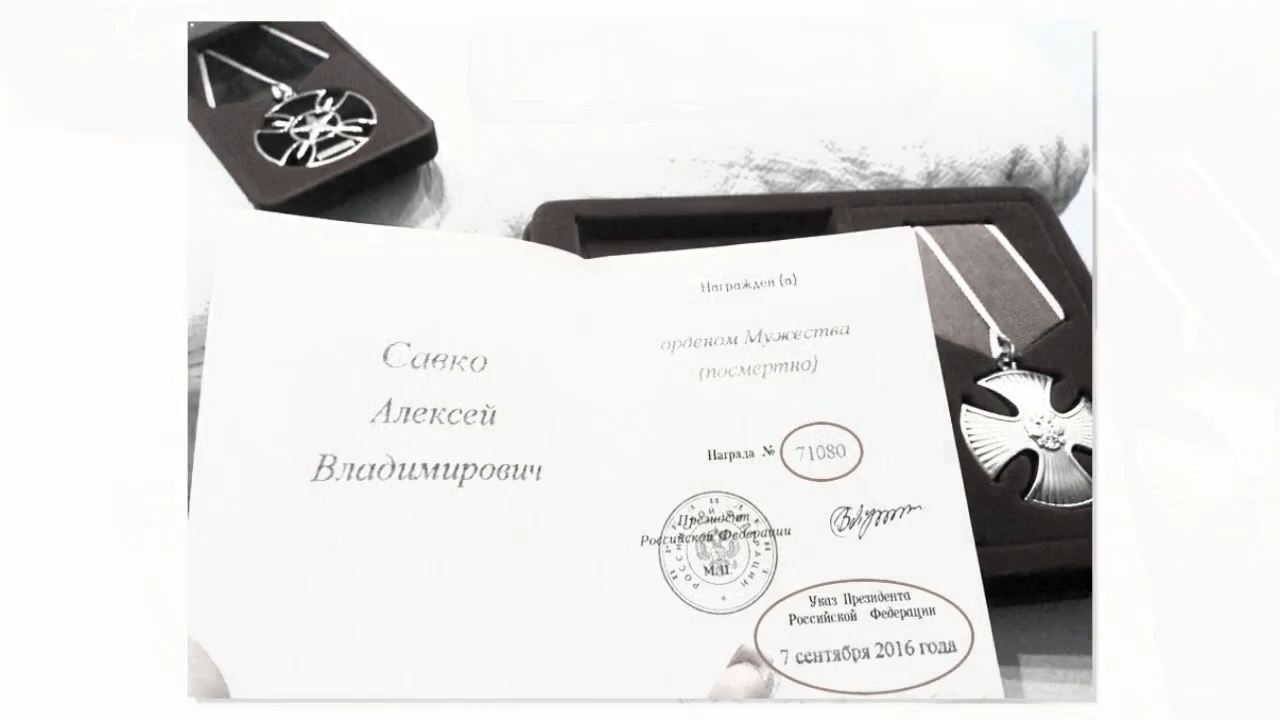 Савко
Алексей
Владимирович
Награжден (а)
орденом Мужества
(посмертно)
Награда № 71080
Президент
Российской Федерации
М.П.
Указ Президента
Российской Федерации
7 сентября 2016 года